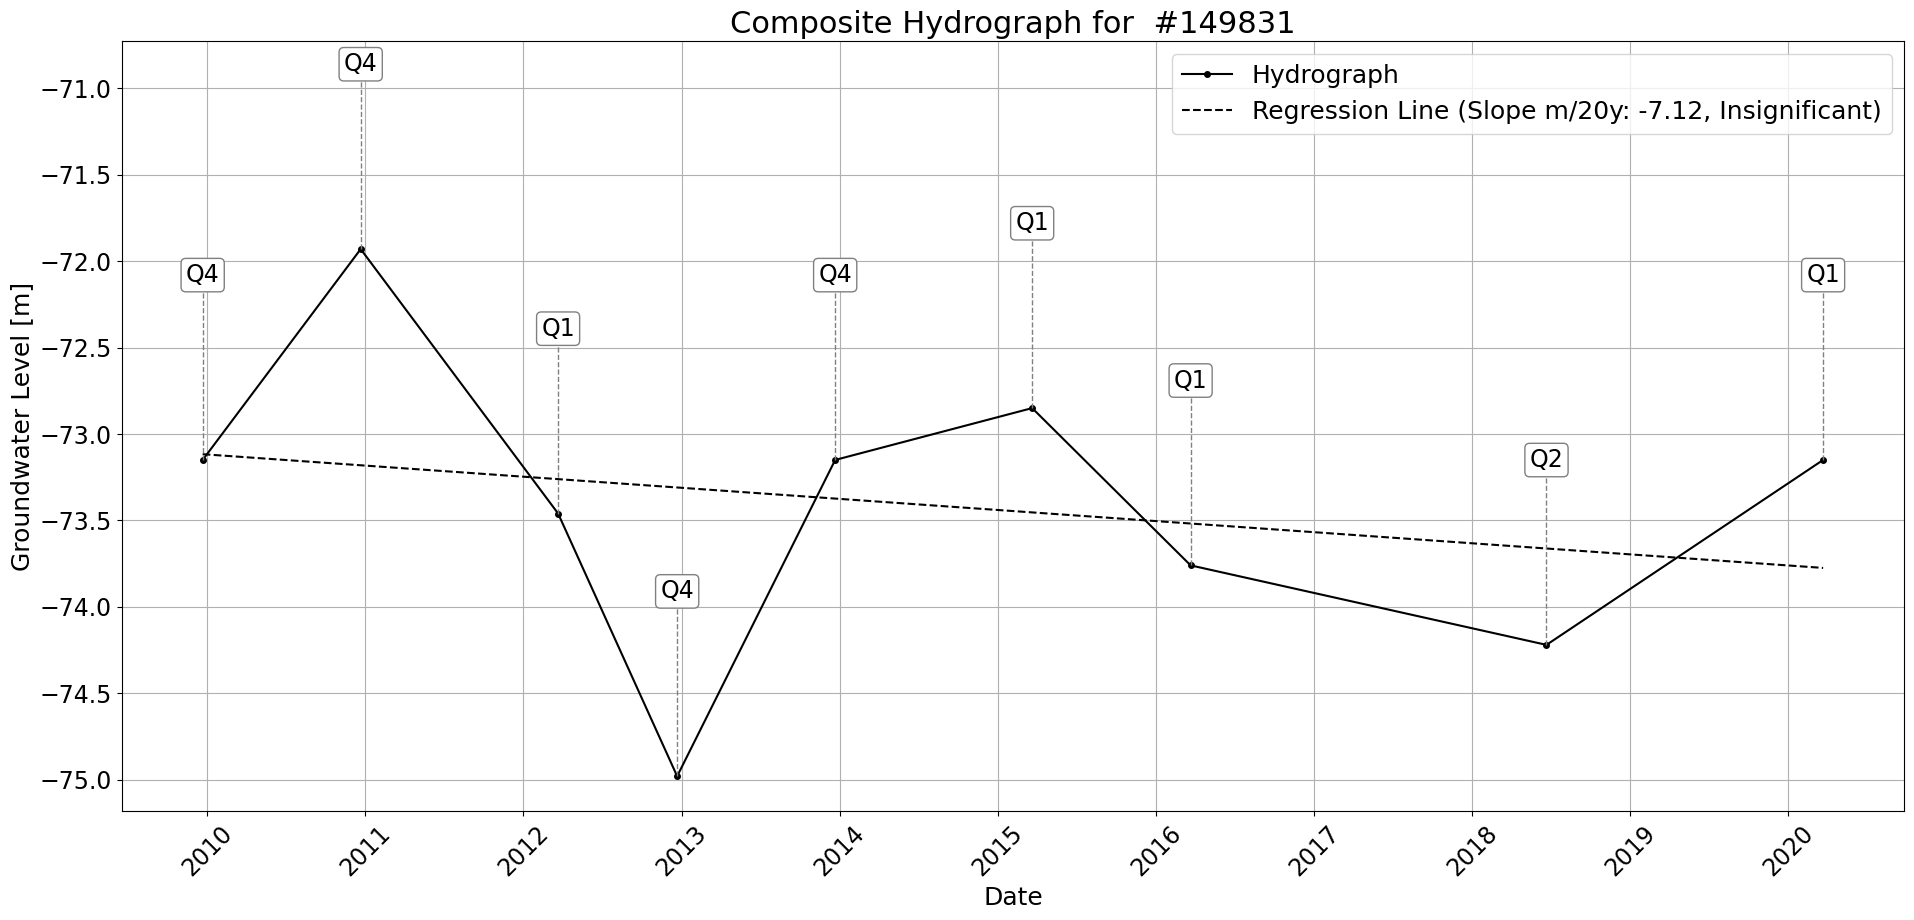 Composite Hydrograph for  #149831
Hydrograph
Regression Line (Slope m/20y: -7.12, Insignificant)
Groundwater Level [m]
−71.0
−71.5
−72.0
−72.5
−73.0
−73.5
−74.0
−74.5
−75.0
Q4
Q4
Q1
Q4
Q4
Q1
Q1
Q2
Q1
2010
2011
2012
2013
2014
2015
2016
2017
2018
2019
2020
Date